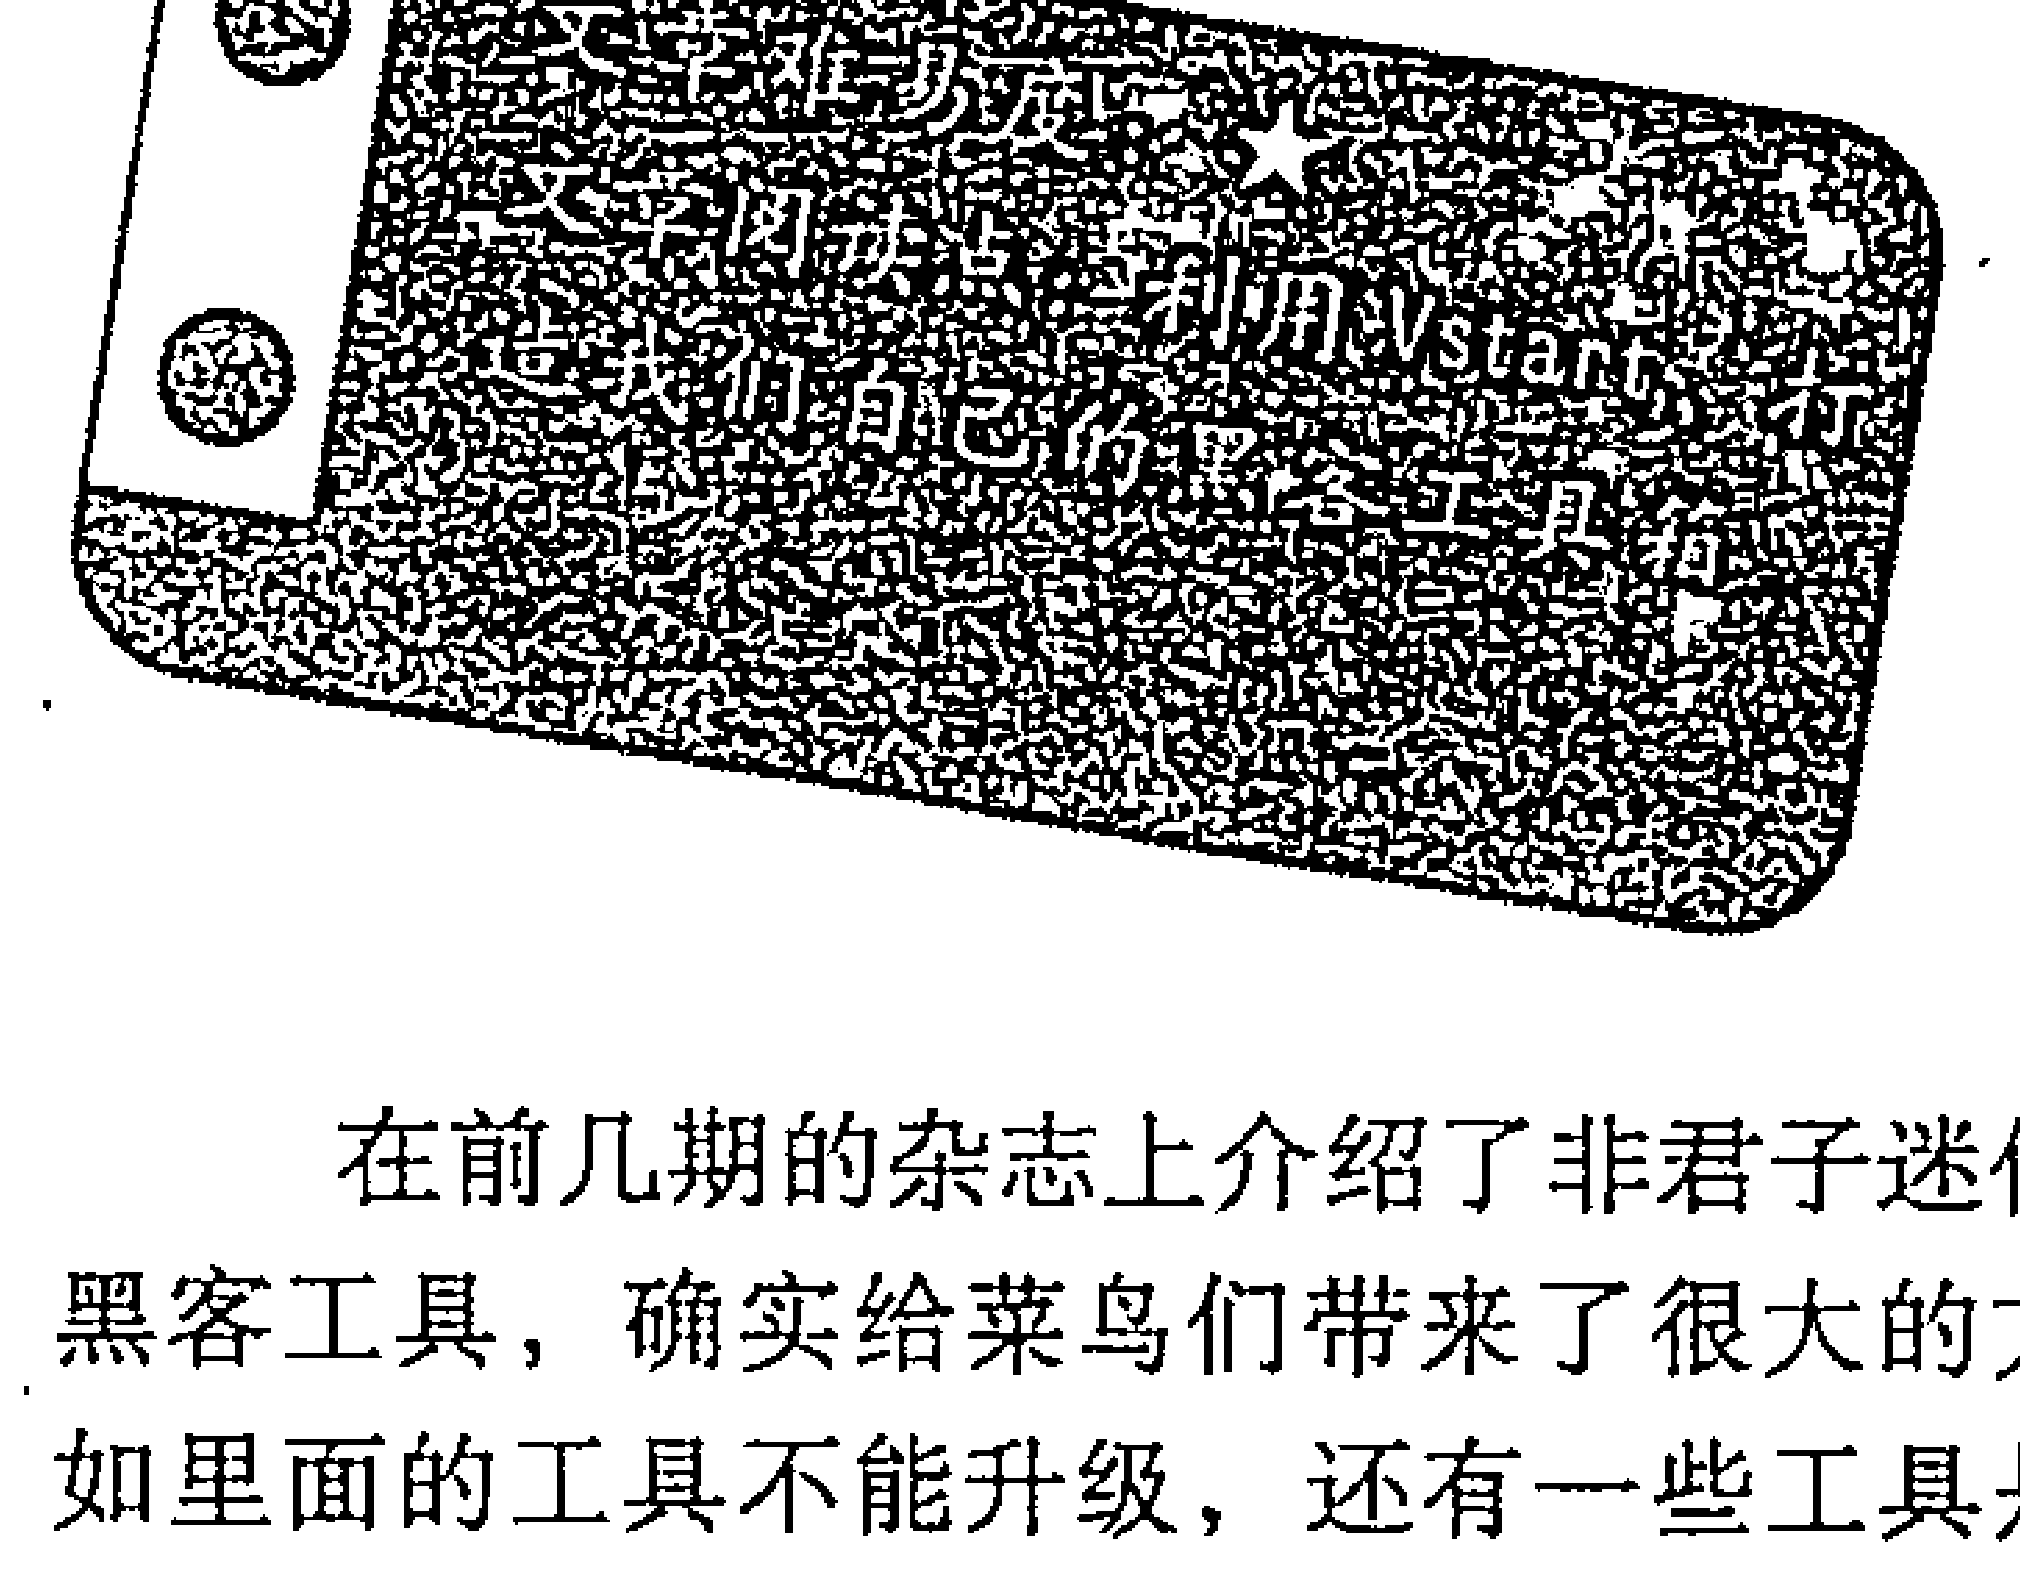 利用Vstart打
造我们自己的黑客工具箱
在前几期的杂志上介绍了非君子迷
黑客工具，确实给菜鸟们带来了很大的
如里面的工具不能升级，还有一些工具